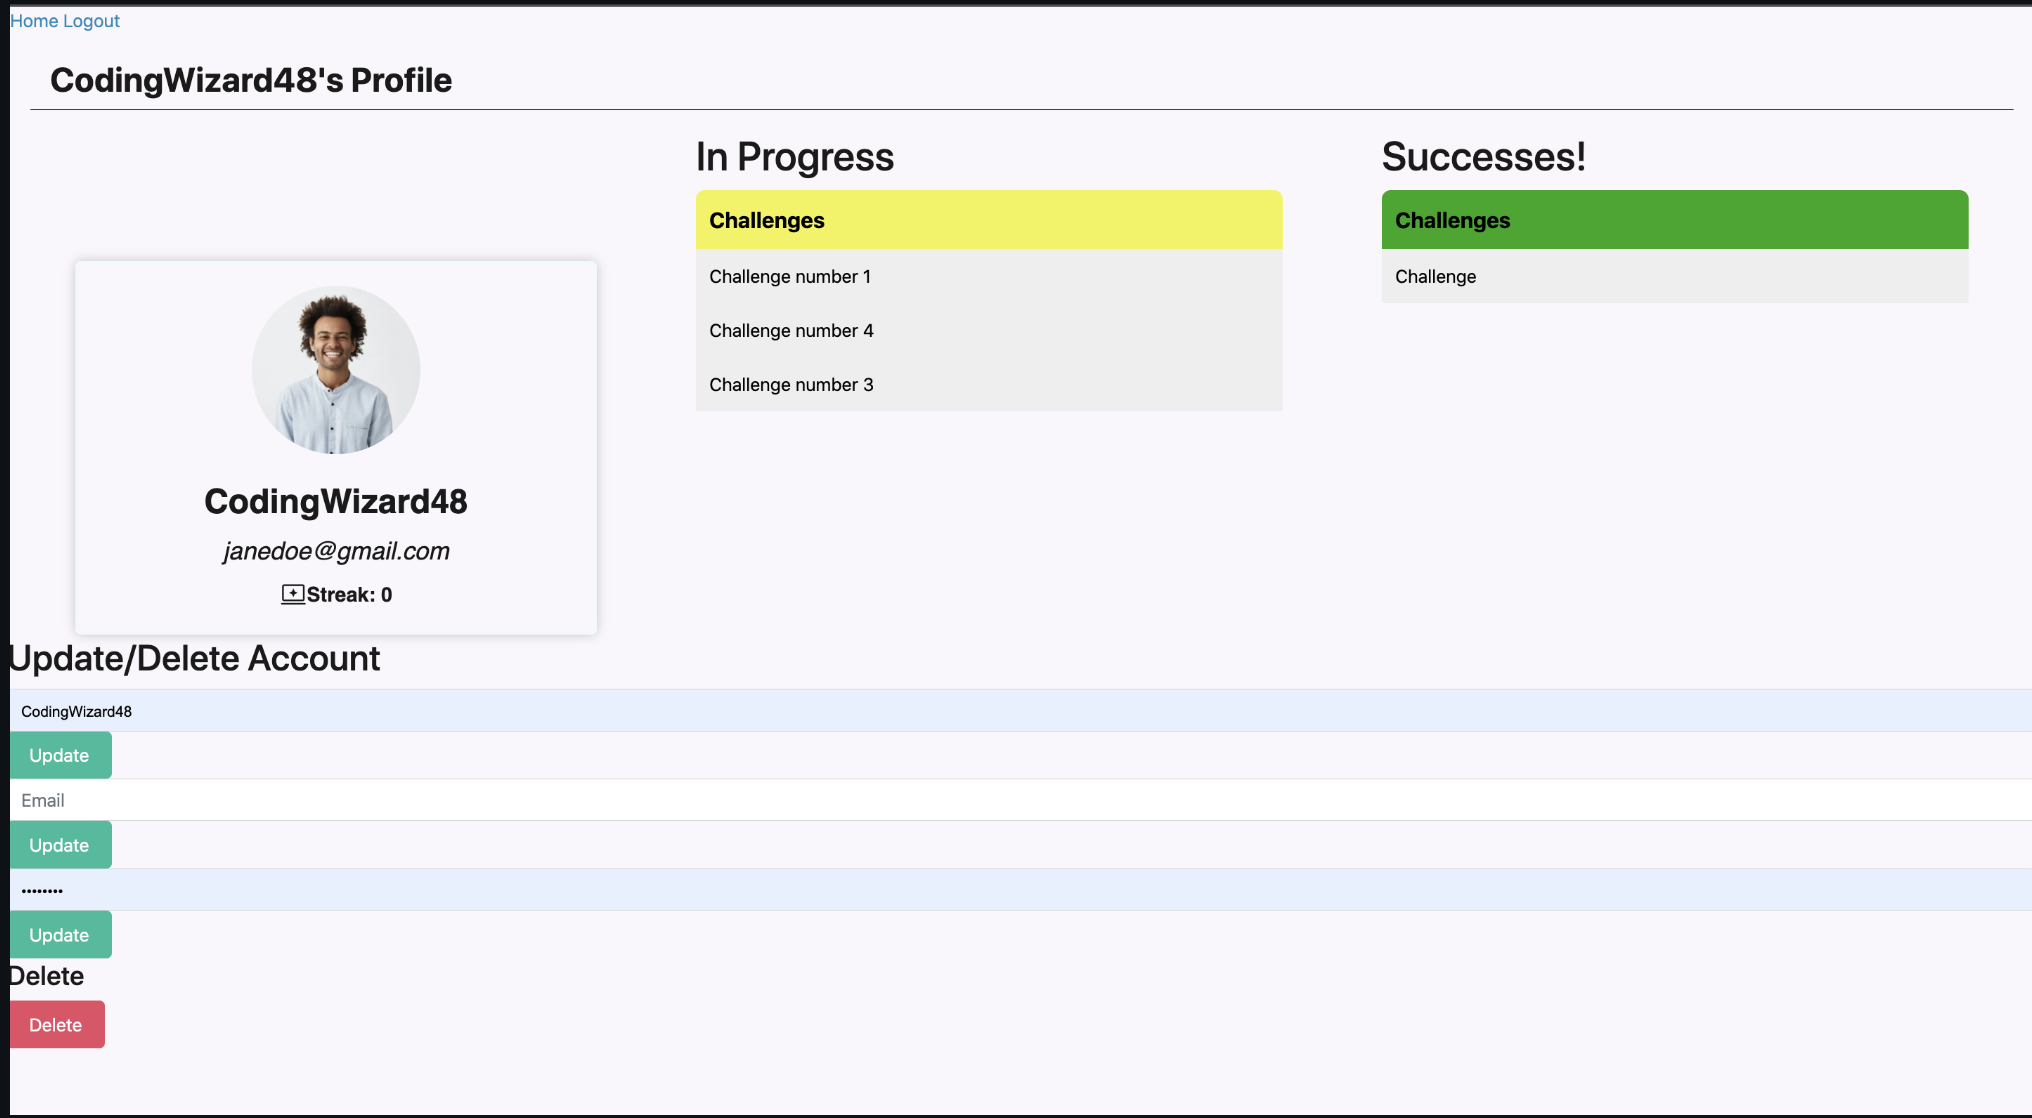 Home Logout
CodingWizard48's Profile
In Progress
Challenges
Challenge number 1
Challenge number 4
Challenge number 3
Successes!
Challenges
Challenge
CodingWizard48
janedoe@gmail.com
Streak: 0
Update/Delete Account
CodingWizard48
Update
Email
Update
••••••••
Update
Delete
Delete